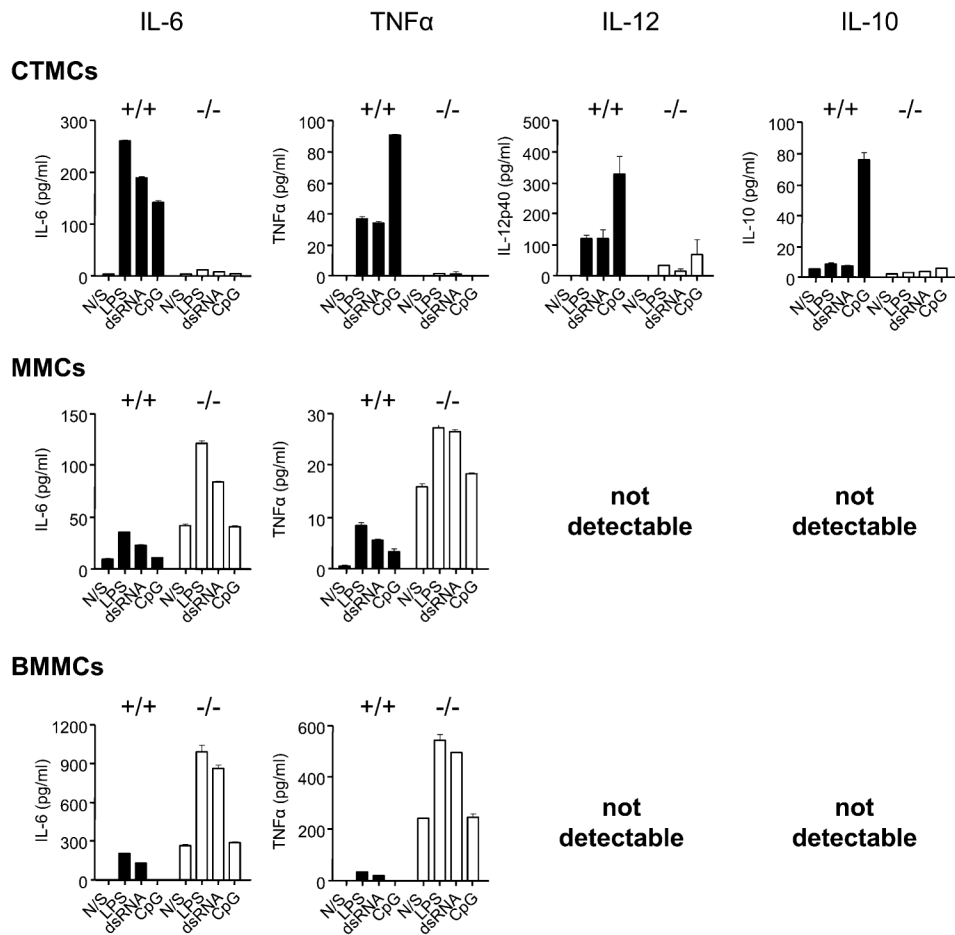 IL-6 TNFα IL-12 IL-10
CTMCs
+/+ -/- +/+ -/- +/+ -/- +/+ -/-
IL-6 (pg/ml)
300
200
100
0
N/S LPS dsRNA CpG N/S LPS dsRNA CpG
TNFα (pg/ml)
100
80
60
40
20
0
N/S LPS dsRNA CpG N/S LPS dsRNA CpG
IL-12p40 (pg/ml)
500
400
300
200
100
0
N/S LPS dsRNA CpG N/S LPS dsRNA CpG
IL-10 (pg/ml)
100
80
60
40
20
0
N/S LPS dsRNA CpG N/S LPS dsRNA CpG
MMCs
+/+ -/- +/+ -/-
IL-6 (pg/ml)
150
100
50
0
N/S LPS dsRNA CpG N/S LPS dsRNA CpG
TNFα (pg/ml)
30
20
10
0
N/S LPS dsRNA CpG N/S LPS dsRNA CpG
not
detectable
not
detectable
BMMCs
+/+ -/- +/+ -/-
IL-6 (pg/ml)
1200
900
600
300
0
N/S LPS dsRNA CpG N/S LPS dsRNA CpG
TNFα (pg/ml)
600
400
200
0
N/S LPS dsRNA CpG N/S LPS dsRNA CpG
not
detectable
not
detectable